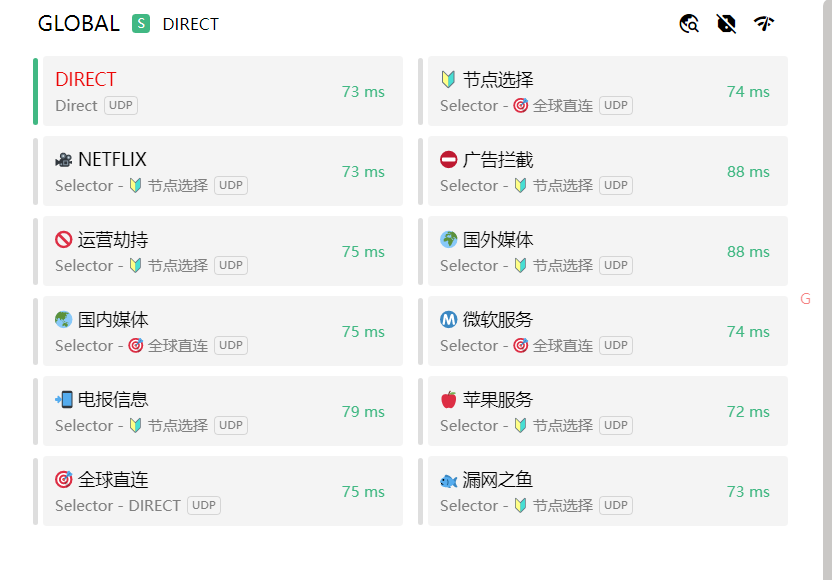 GLOBAL S DIRECT
DIRECT
Direct UDP
73 ms
节点选择
Selector - 全球直连 UDP
74 ms
NETFLIX
Selector - 节点选择 UDP
73 ms
广告拦截
Selector - 节点选择 UDP
88 ms
运营劫持
Selector - 节点选择 UDP
75 ms
国外媒体
Selector - 节点选择 UDP
88 ms
国内媒体
Selector - 全球直连 UDP
75 ms
M 微软服务
Selector - 全球直连 UDP
74 ms
G
电报信息
Selector - 节点选择 UDP
79 ms
苹果服务
Selector - 节点选择 UDP
72 ms
全球直连
Selector - DIRECT UDP
75 ms
漏网之鱼
Selector - 节点选择 UDP
73 ms